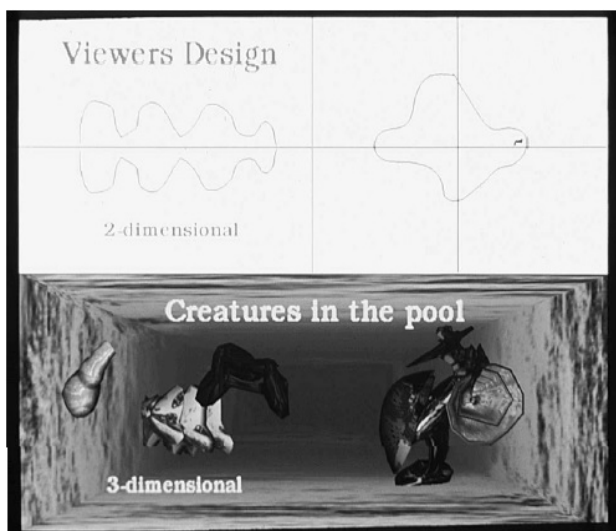 Viewers Design
2-dimensional
Creatures in the pool
3-dimensional